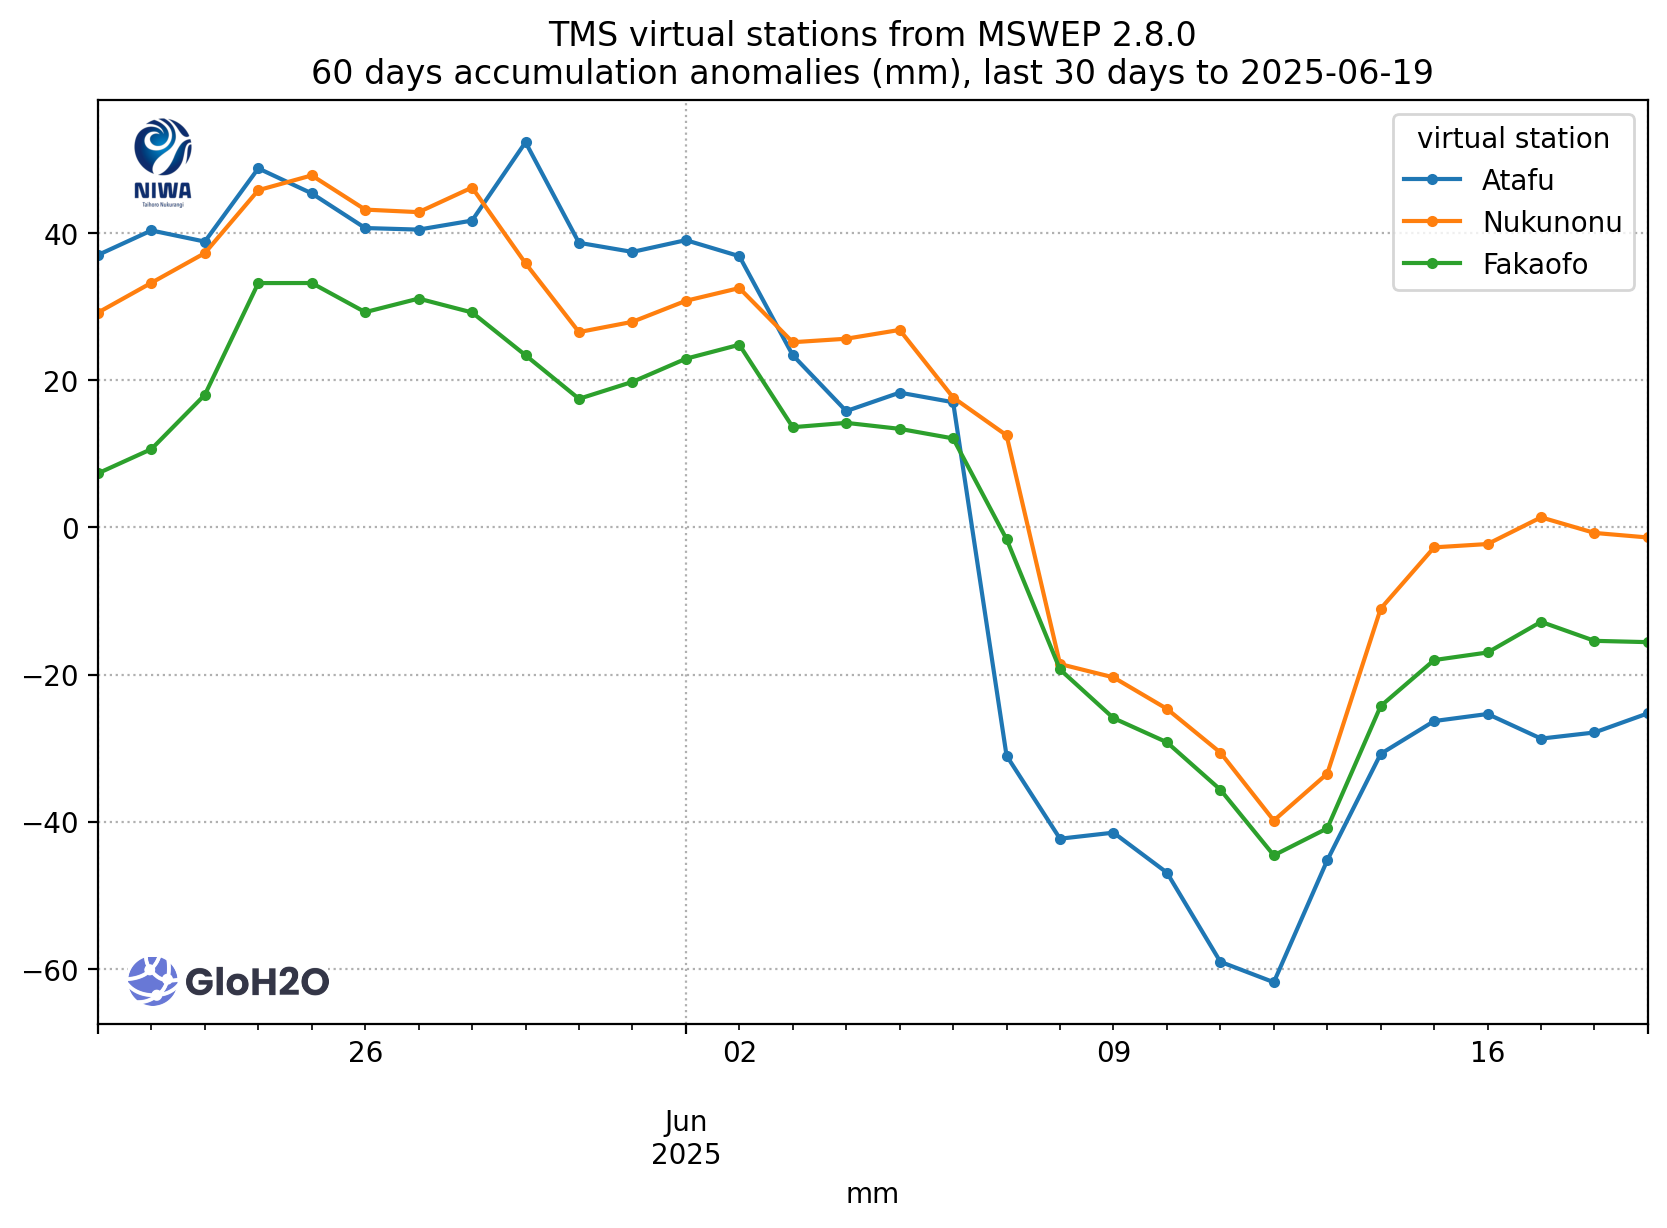 TMS virtual stations from MSWEP 2.8.0
60 days accumulation anomalies (mm), last 30 days to 2025-06-19
NIWA
Taihoro Nukurangi
virtual station
Atafu
Nukunonu
Fakaofo
40
20
0
−20
−40
−60
GloH2O
26
02
09
16
Jun
2025
mm